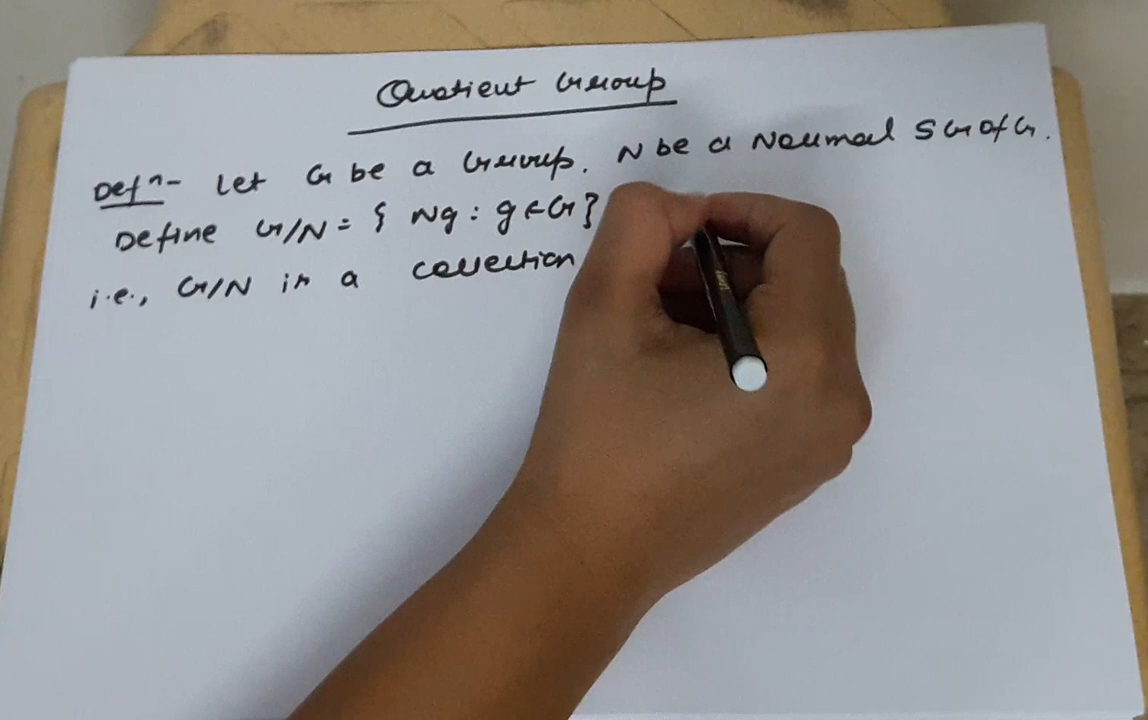 Quotient Group
Defⁿ- Let G be a Group. N be a Normal SG of G.
Define G/N = { Ng : g ∈ G }
i.e., G/N is a collection